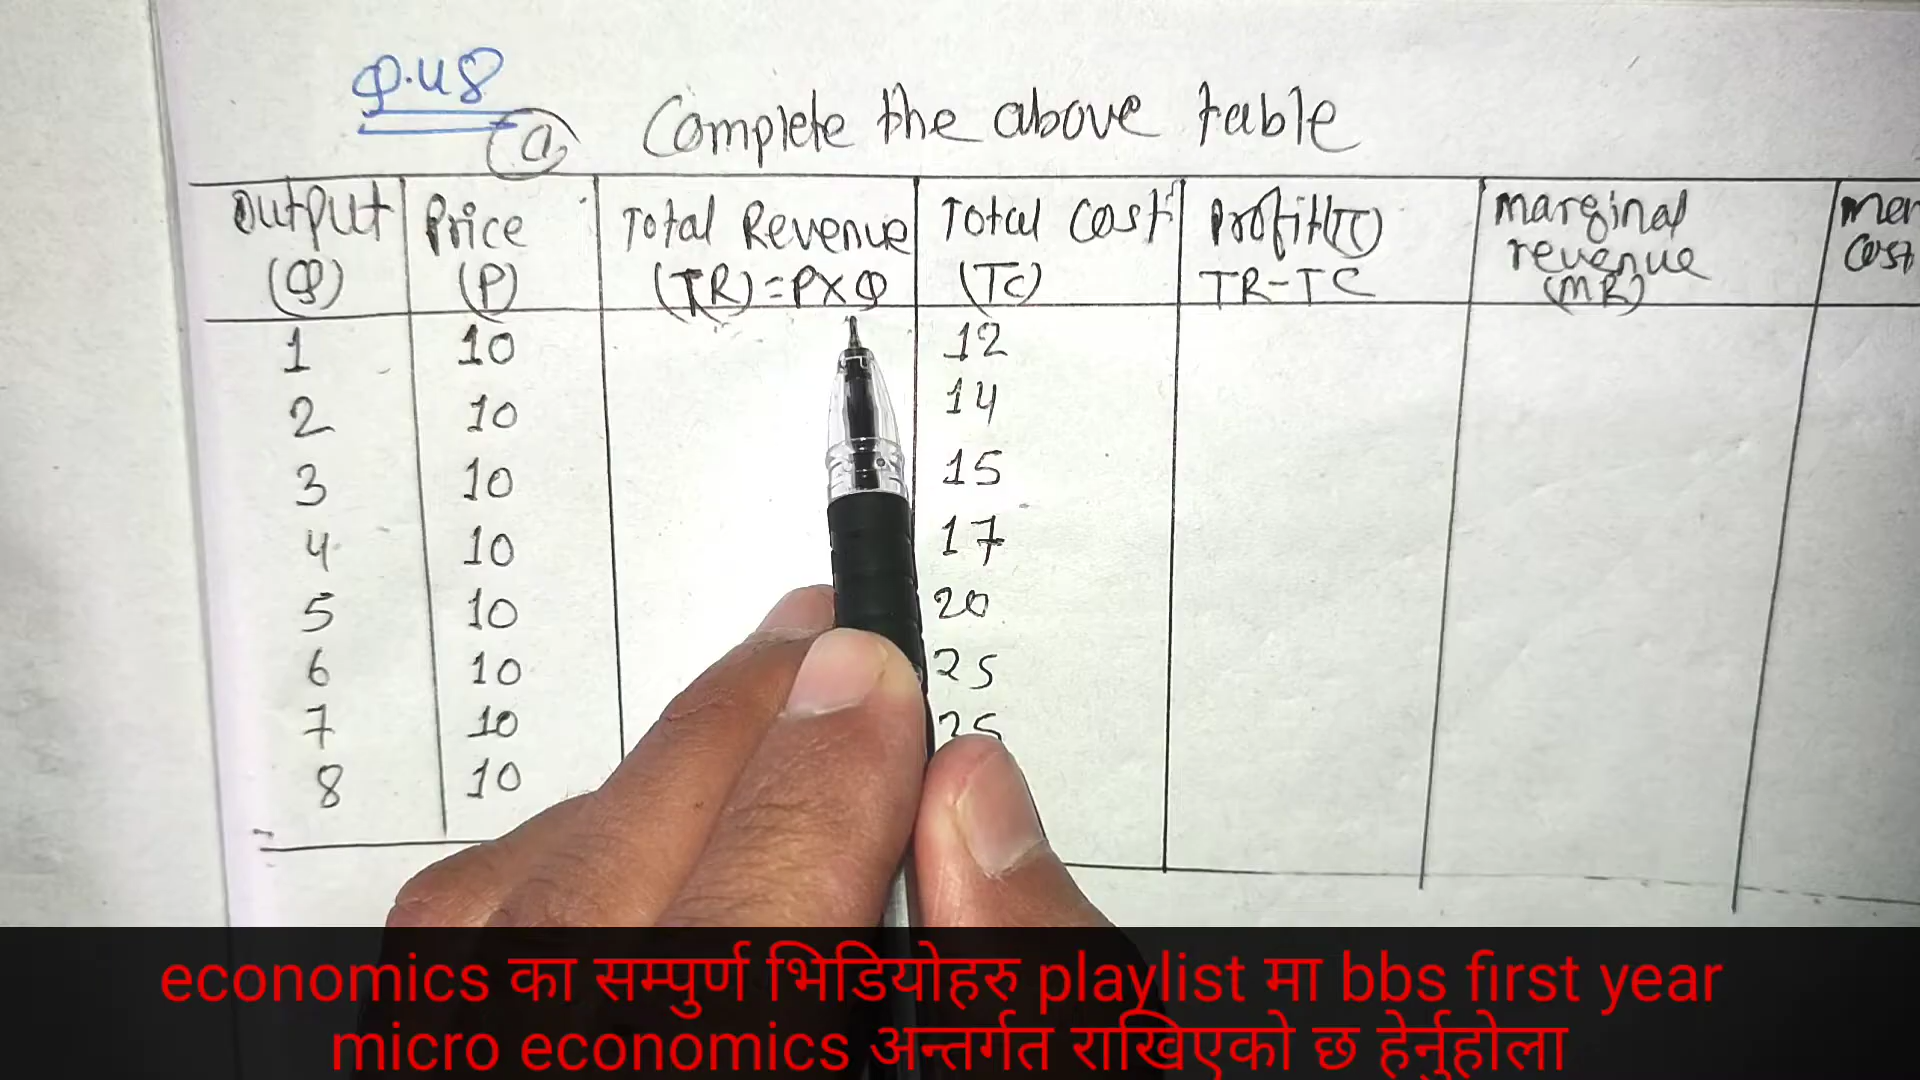 Q.48
(a) Complete the above table
Output (Q) Price (P) Total Revenue (TR)=P×Q Total Cost (TC) Profit(π) TR-TC marginal revenue (MR) Cost
1 10 12
2 10 14
3 10 15
4 10 17
5 10 20
6 10 25
7 10
8 10
economics का सम्पुर्ण भिडियोहरु playlist मा bbs first year
micro economics अन्तर्गत राखिएको छ हेर्नुहोला